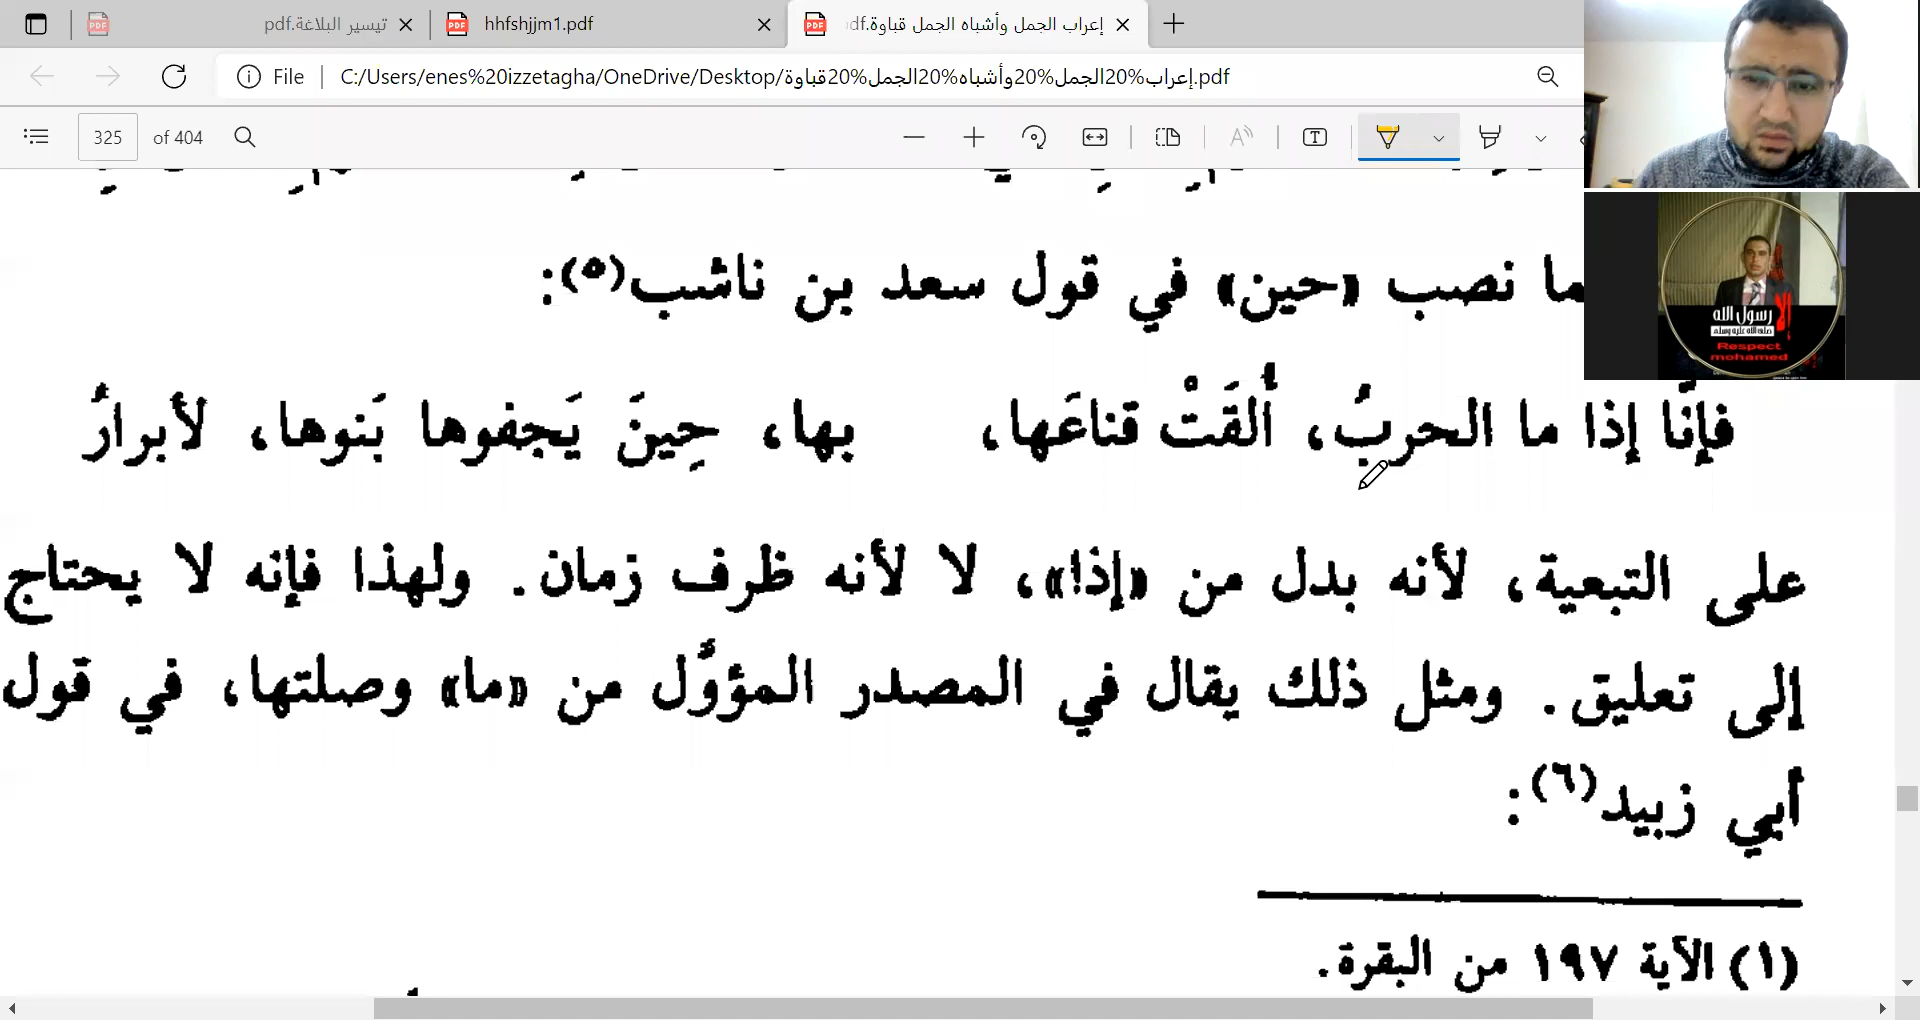 تيسير البلاغة.pdf
hhfshjjm1.pdf
إعراب الجمل وأشباه الجمل قباوة.pdf
File
C:/Users/enes%20izzetagha/OneDrive/Desktop/إعراب%20الجمل%20وأشباه%20الجمل%20قباوة.pdf
325 of 404
ما نصب «حين» في قول سعد بن ناشب(٥):
فإنَّا إذا ما الحربُ، أُلقَتْ قناعَها، بها، حِينَ يَجفوها بَنوها، لأبرارُ
على التبعية، لأنه بدل من «إذا»، لا لأنه ظرف زمان. ولهذا فإنه لا يحتاج
إلى تعليق. ومثل ذلك يقال في المصدر المؤوَّل من «ما» وصلتها، في قول
أبي زبيد(٦):
(١) الآية ١٩٧ من البقرة.
إلا
رسول الله
صلى الله عليه وسلم
Respect
mohamed